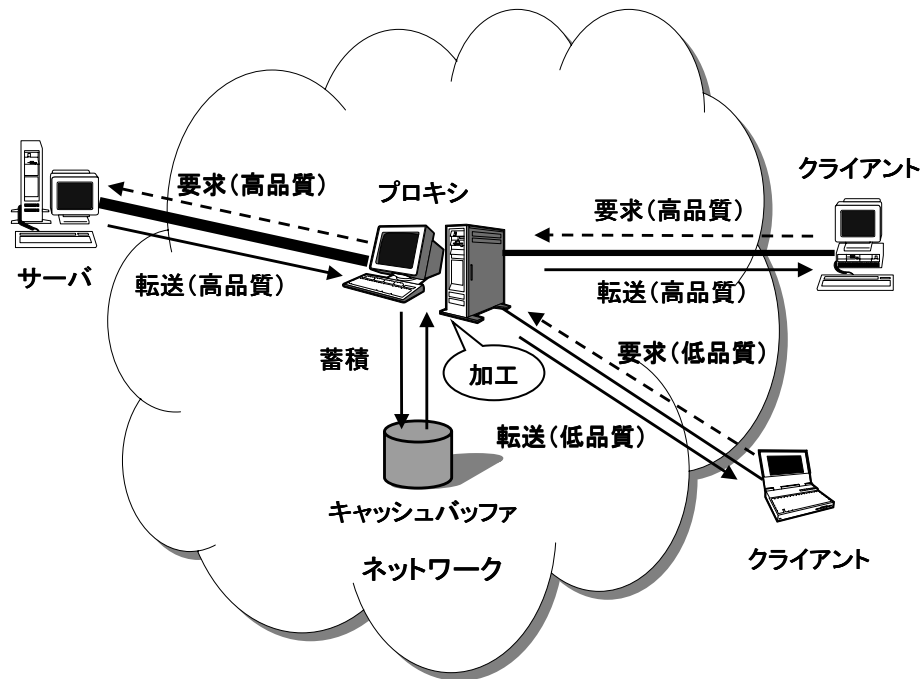 クライアント
要求(高品質)
プロキシ
要求(高品質)
サーバ
転送(高品質)
転送(高品質)
要求(低品質)
蓄積
加工
転送(低品質)
キャッシュバッファ
クライアント
ネットワーク